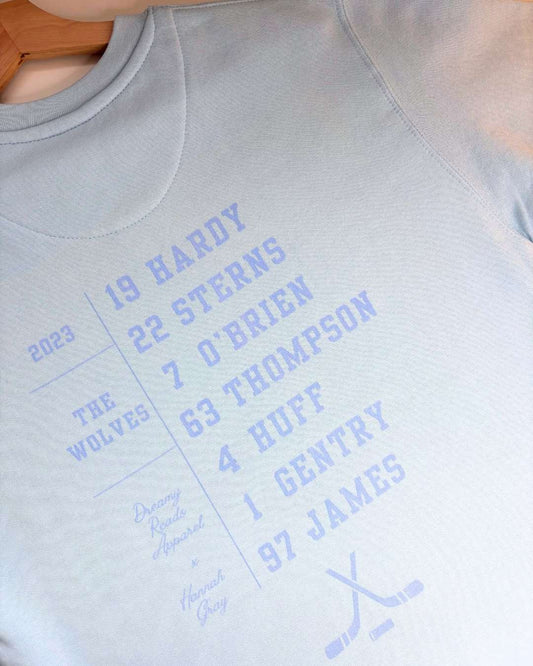 2023
THE
WOLVES
Dreamy
Reads
Apparel
x
Hannah
Gray
19 HARDY
22 STERNS
7 O'BRIEN
63 THOMPSON
4 HUFF
1 GENTRY
97 JAMES